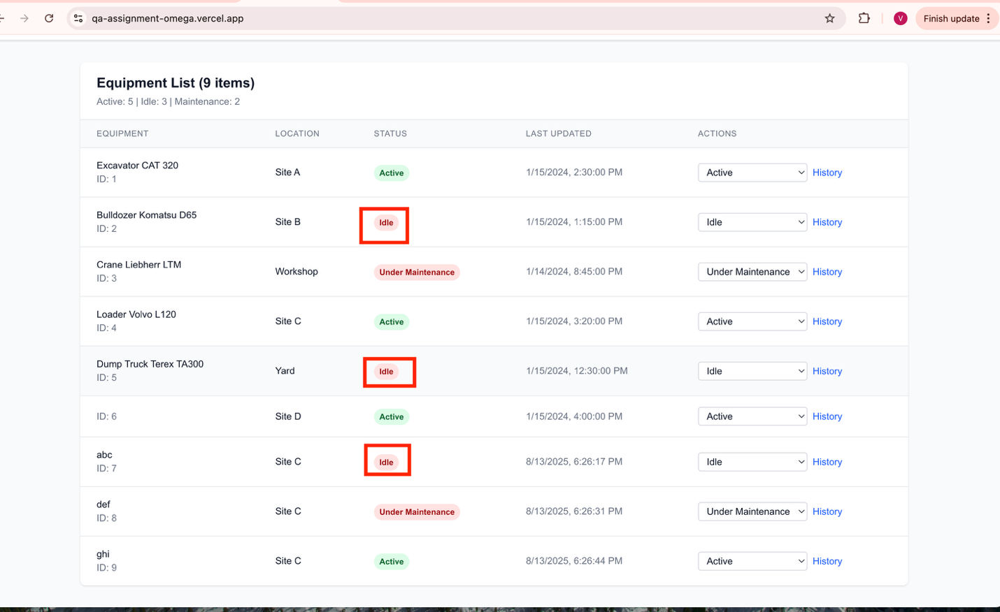 qa-assignment-omega.vercel.app
V
Finish update
Equipment List (9 items)
Active: 5 | Idle: 3 | Maintenance: 2
EQUIPMENT LOCATION STATUS LAST UPDATED ACTIONS
Excavator CAT 320
ID: 1
Site A Active 1/15/2024, 2:30:00 PM Active History
Bulldozer Komatsu D65
ID: 2
Site B Idle 1/15/2024, 1:15:00 PM Idle History
Crane Liebherr LTM
ID: 3
Workshop Under Maintenance 1/14/2024, 8:45:00 PM Under Maintenance History
Loader Volvo L120
ID: 4
Site C Active 1/15/2024, 3:20:00 PM Active History
Dump Truck Terex TA300
ID: 5
Yard Idle 1/15/2024, 12:30:00 PM Idle History
ID: 6 Site D Active 1/15/2024, 4:00:00 PM Active History
abc
ID: 7
Site C Idle 8/13/2025, 6:26:17 PM Idle History
def
ID: 8
Site C Under Maintenance 8/13/2025, 6:26:31 PM Under Maintenance History
ghi
ID: 9
Site C Active 8/13/2025, 6:26:44 PM Active History